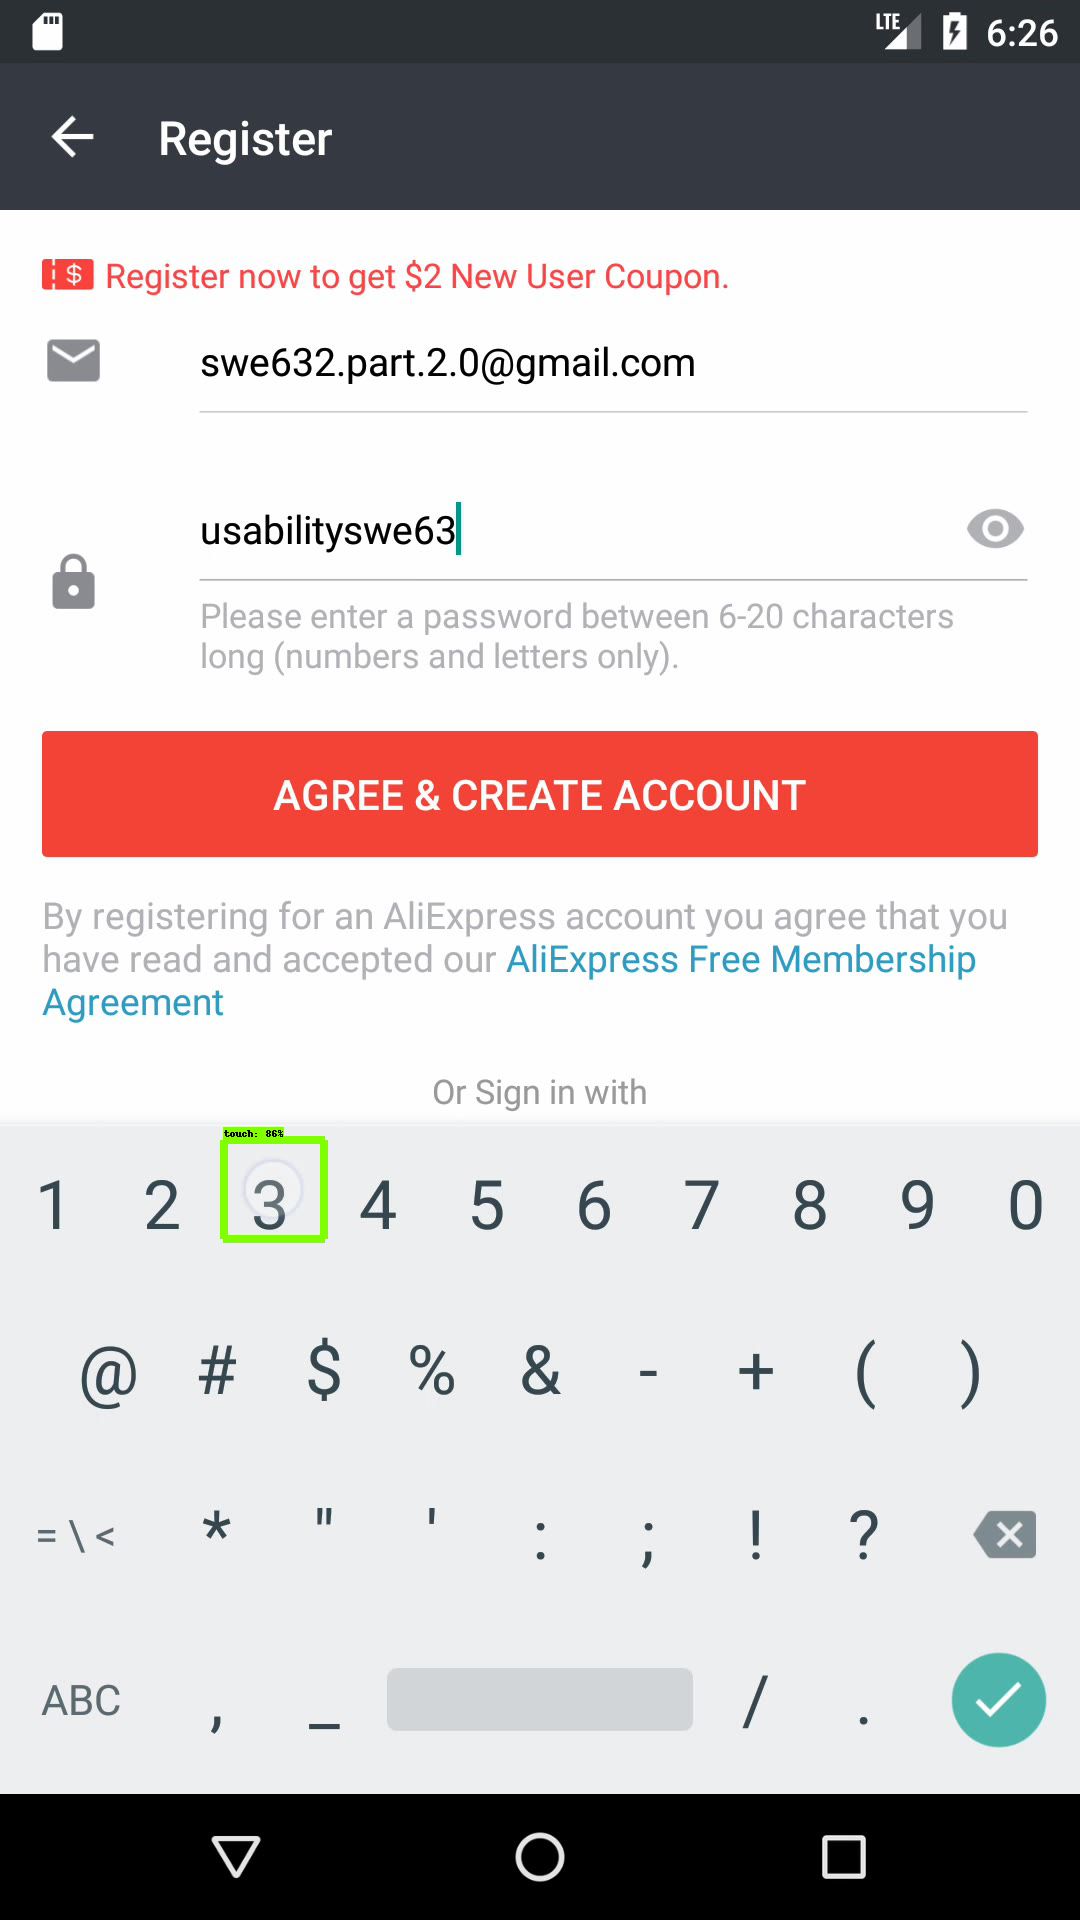 LTE 6:26
Register
$ Register now to get $2 New User Coupon.
swe632.part.2.0@gmail.com
usabilityswe63
Please enter a password between 6-20 characters
long (numbers and letters only).
AGREE & CREATE ACCOUNT
By registering for an AliExpress account you agree that you
have read and accepted our AliExpress Free Membership
Agreement
Or Sign in with
touch: 86%
1 2 3 4 5 6 7 8 9 0
@ # $ % & - + ( )
= \ < * " ' : ; ! ?
ABC , _ / .